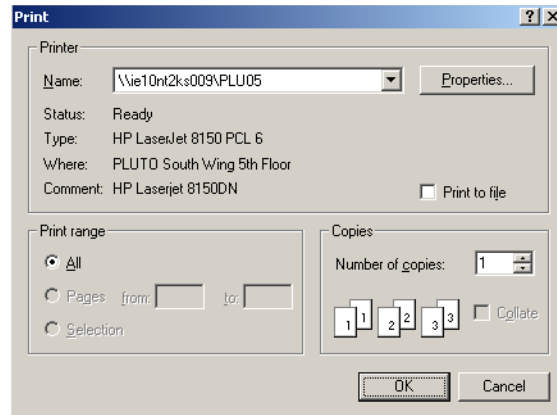 Print
Printer
Name: \\ie10nt2ks009\PLU05 Properties...
Status: Ready
Type: HP LaserJet 8150 PCL 6
Where: PLUTO South Wing 5th Floor
Comment: HP Laserjet 8150DN
Print to file
Print range
All
Pages from: to:
Selection
Copies
Number of copies: 1
1 1 2 2 3 3
Collate
OK Cancel